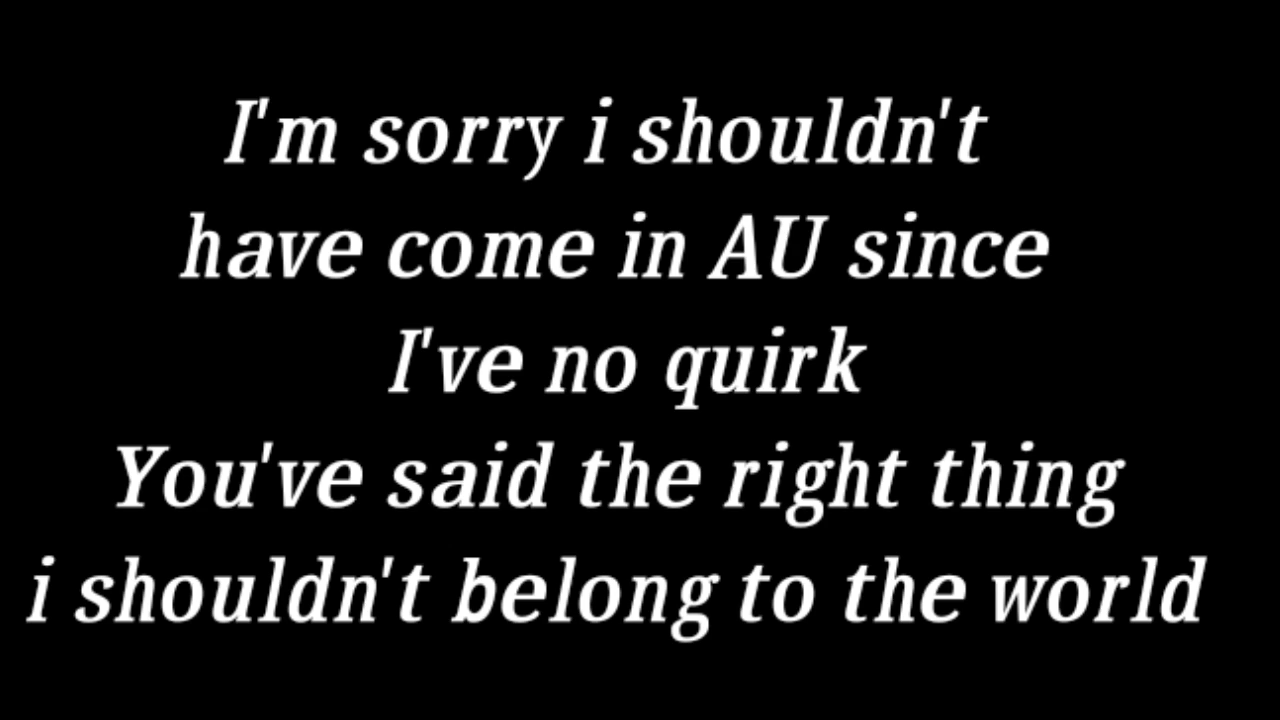 I'm sorry i shouldn't
have come in AU since
I've no quirk
You've said the right thing
i shouldn't belong to the world